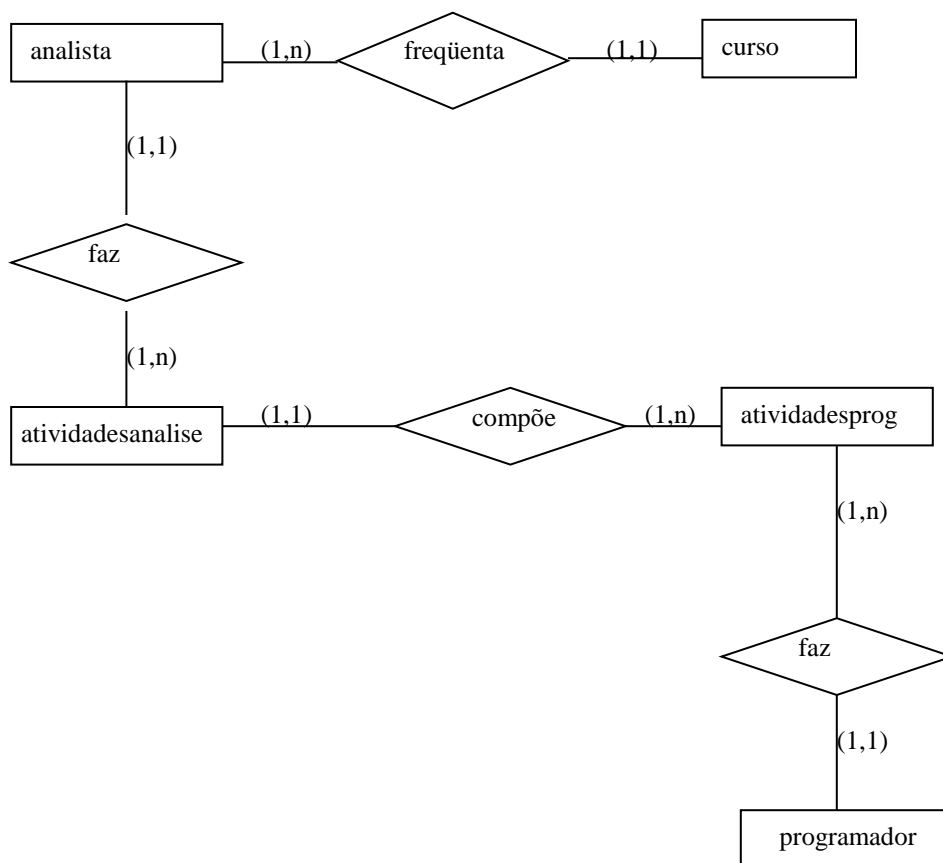 analista (1,n) freqüenta (1,1) curso
(1,1)
faz
(1,n)
atividadesanalise (1,1) compõe (1,n) atividadesprog
(1,n)
faz
(1,1)
programador